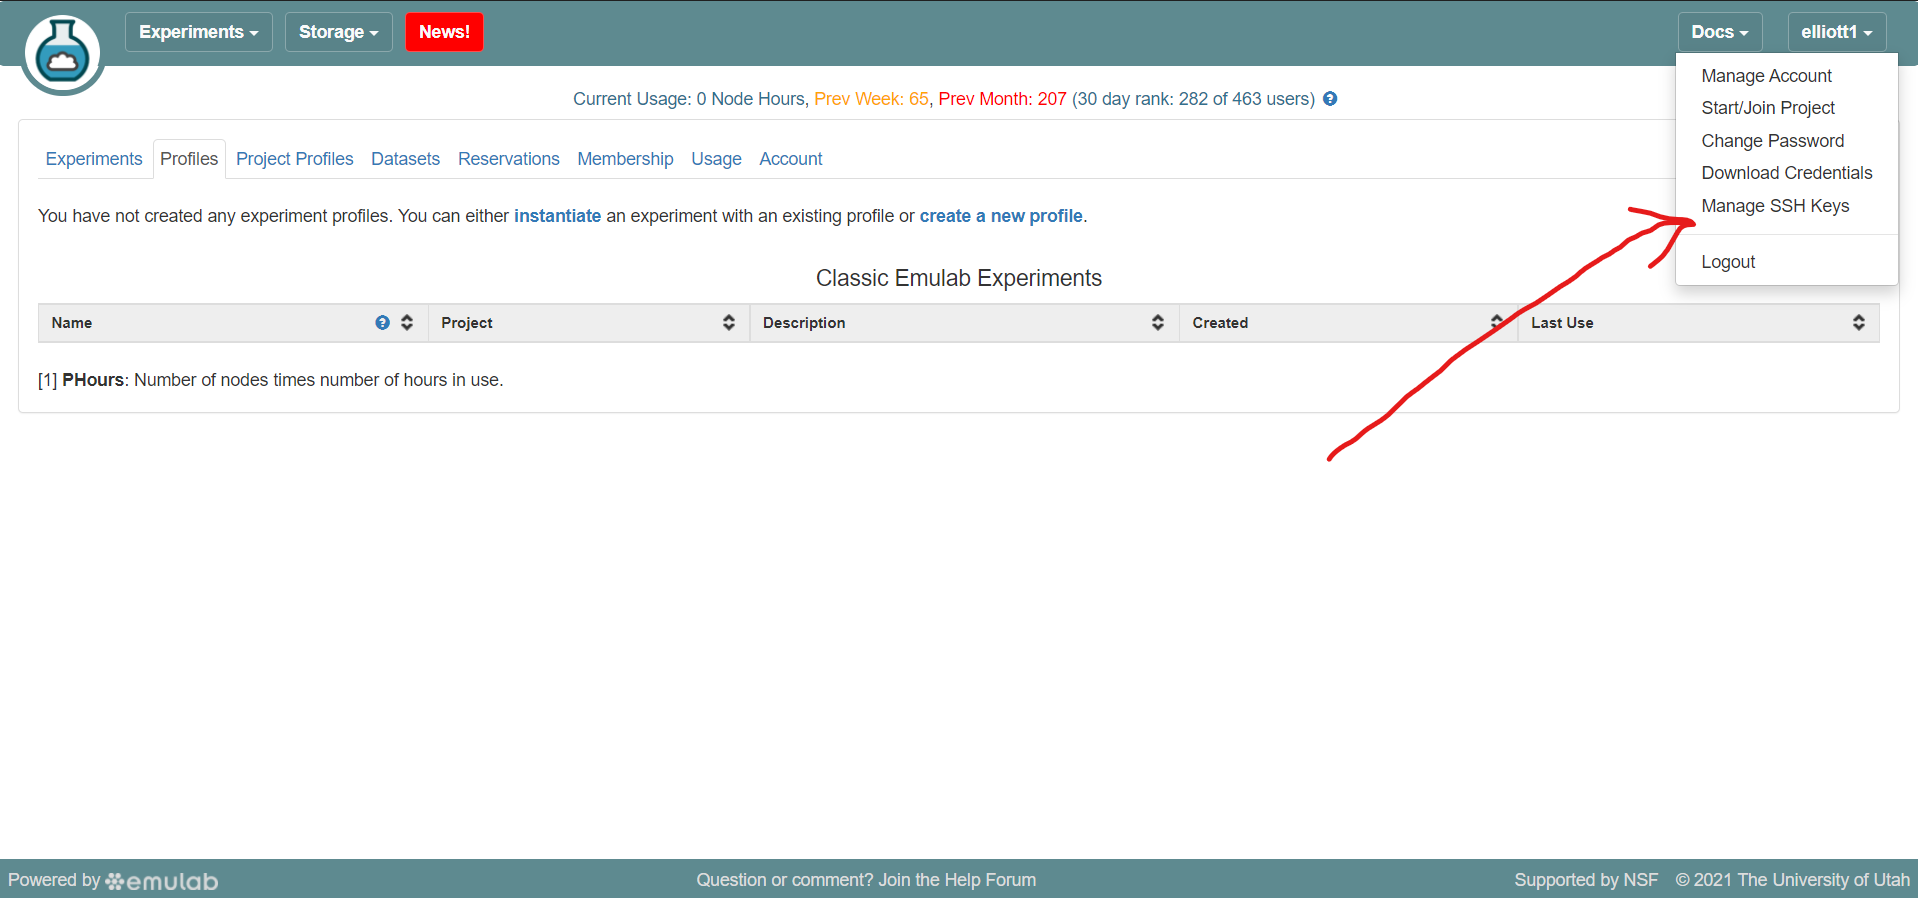 Experiments Storage News! Docs elliott1
Manage Account
Current Usage: 0 Node Hours, Prev Week: 65, Prev Month: 207 (30 day rank: 282 of 463 users)
Start/Join Project
Change Password
Experiments Profiles Project Profiles Datasets Reservations Membership Usage Account
Download Credentials
Manage SSH Keys
You have not created any experiment profiles. You can either instantiate an experiment with an existing profile or create a new profile.
Logout
Classic Emulab Experiments
Name Project Description Created Last Use
[1] PHours: Number of nodes times number of hours in use.
Powered by emulab Question or comment? Join the Help Forum Supported by NSF © 2021 The University of Utah